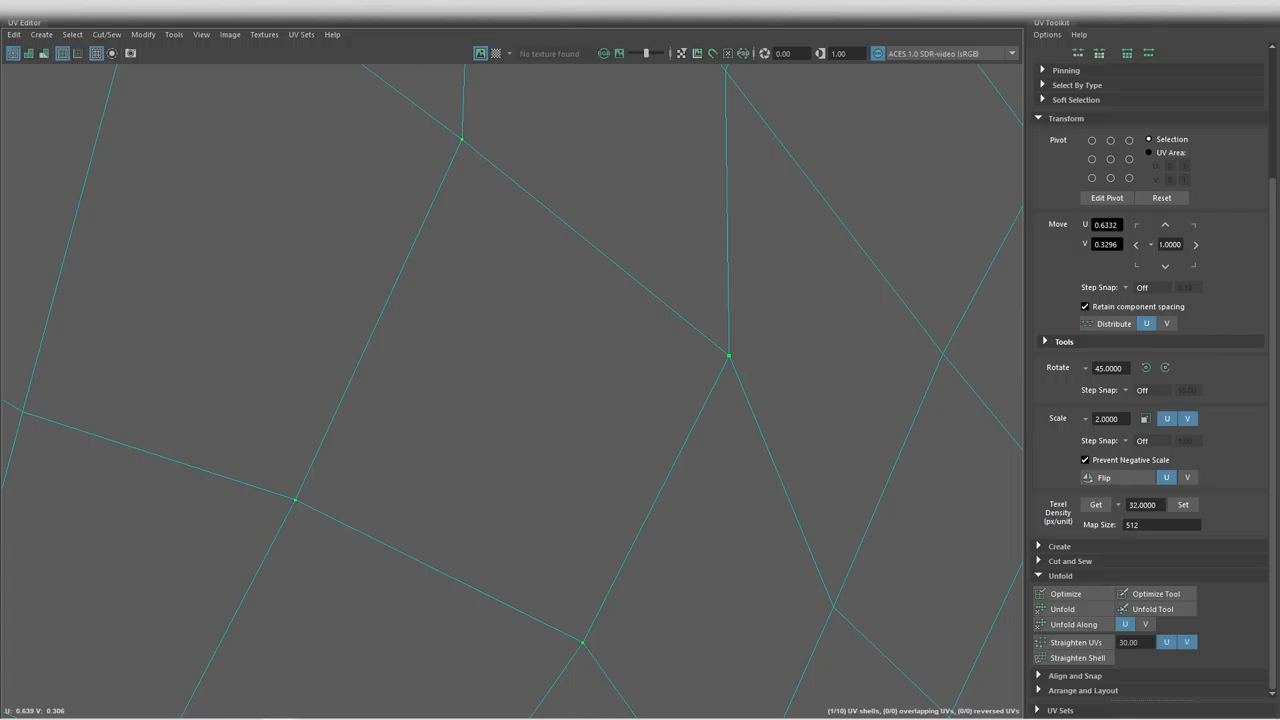 UV Editor
UV Toolkit
Edit Create Select Cut/Sew Modify Tools View Image Textures UV Sets Help
Options Help
No texture found
0.00
1.00
ACES 1.0 SDR-video (sRGB)
Pinning
Select By Type
Soft Selection
Transform
Pivot
Selection
UV Area:
U: 0 1
V: 0 1
Edit Pivot Reset
Move U 0.6332
V 0.3296 1.0000
Step Snap: Off
Retain component spacing
Distribute U V
Tools
Rotate 45.0000
Step Snap: Off
Scale 2.0000 U V
Step Snap: Off 1.00
Prevent Negative Scale
Flip U V
Texel Density (px/unit) Get 32.0000 Set
Map Size: 512
Create
Cut and Sew
Unfold
Optimize Optimize Tool
Unfold Unfold Tool
Unfold Along U V
Straighten UVs 30.00 U V
Straighten Shell
Align and Snap
Arrange and Layout
UV Sets
U: 0.639 V: 0.306
(1/10) UV shells, (0/0) overlapping UVs, (0/0) reversed UVs